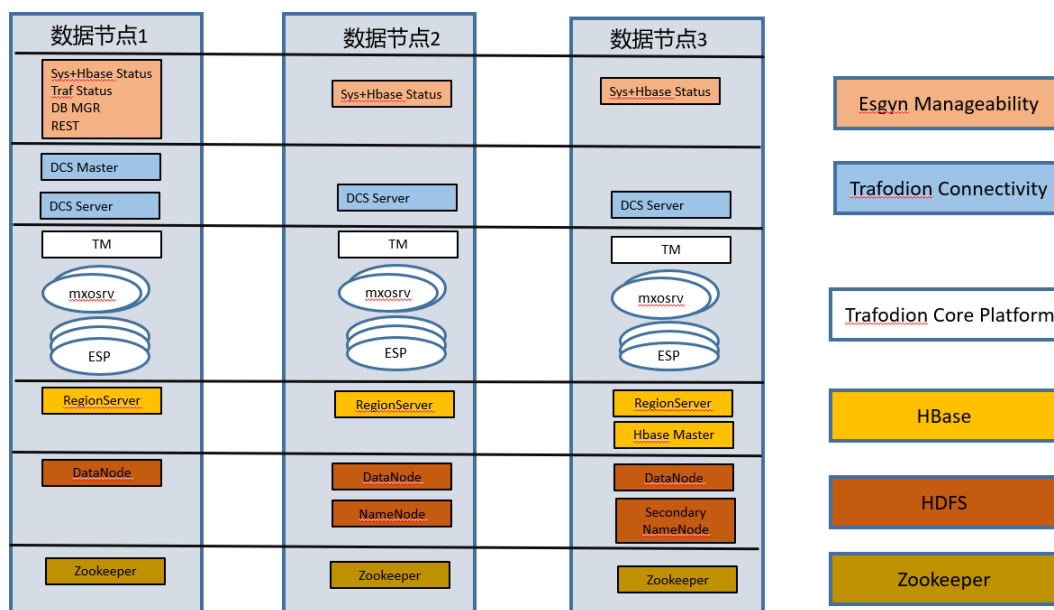 数据节点1
数据节点2
数据节点3
Sys+Hbase Status
Traf Status
DB MGR
REST
Sys+Hbase Status
Sys+Hbase Status
Esgyn Manageability
DCS Master
DCS Server
DCS Server
DCS Server
Trafodion Connectivity
TM
TM
TM
mxosrv
mxosrv
mxosrv
ESP
ESP
ESP
Trafodion Core Platform
RegionServer
RegionServer
RegionServer
Hbase Master
HBase
DataNode
DataNode
NameNode
DataNode
Secondary
NameNode
HDFS
Zookeeper
Zookeeper
Zookeeper
Zookeeper